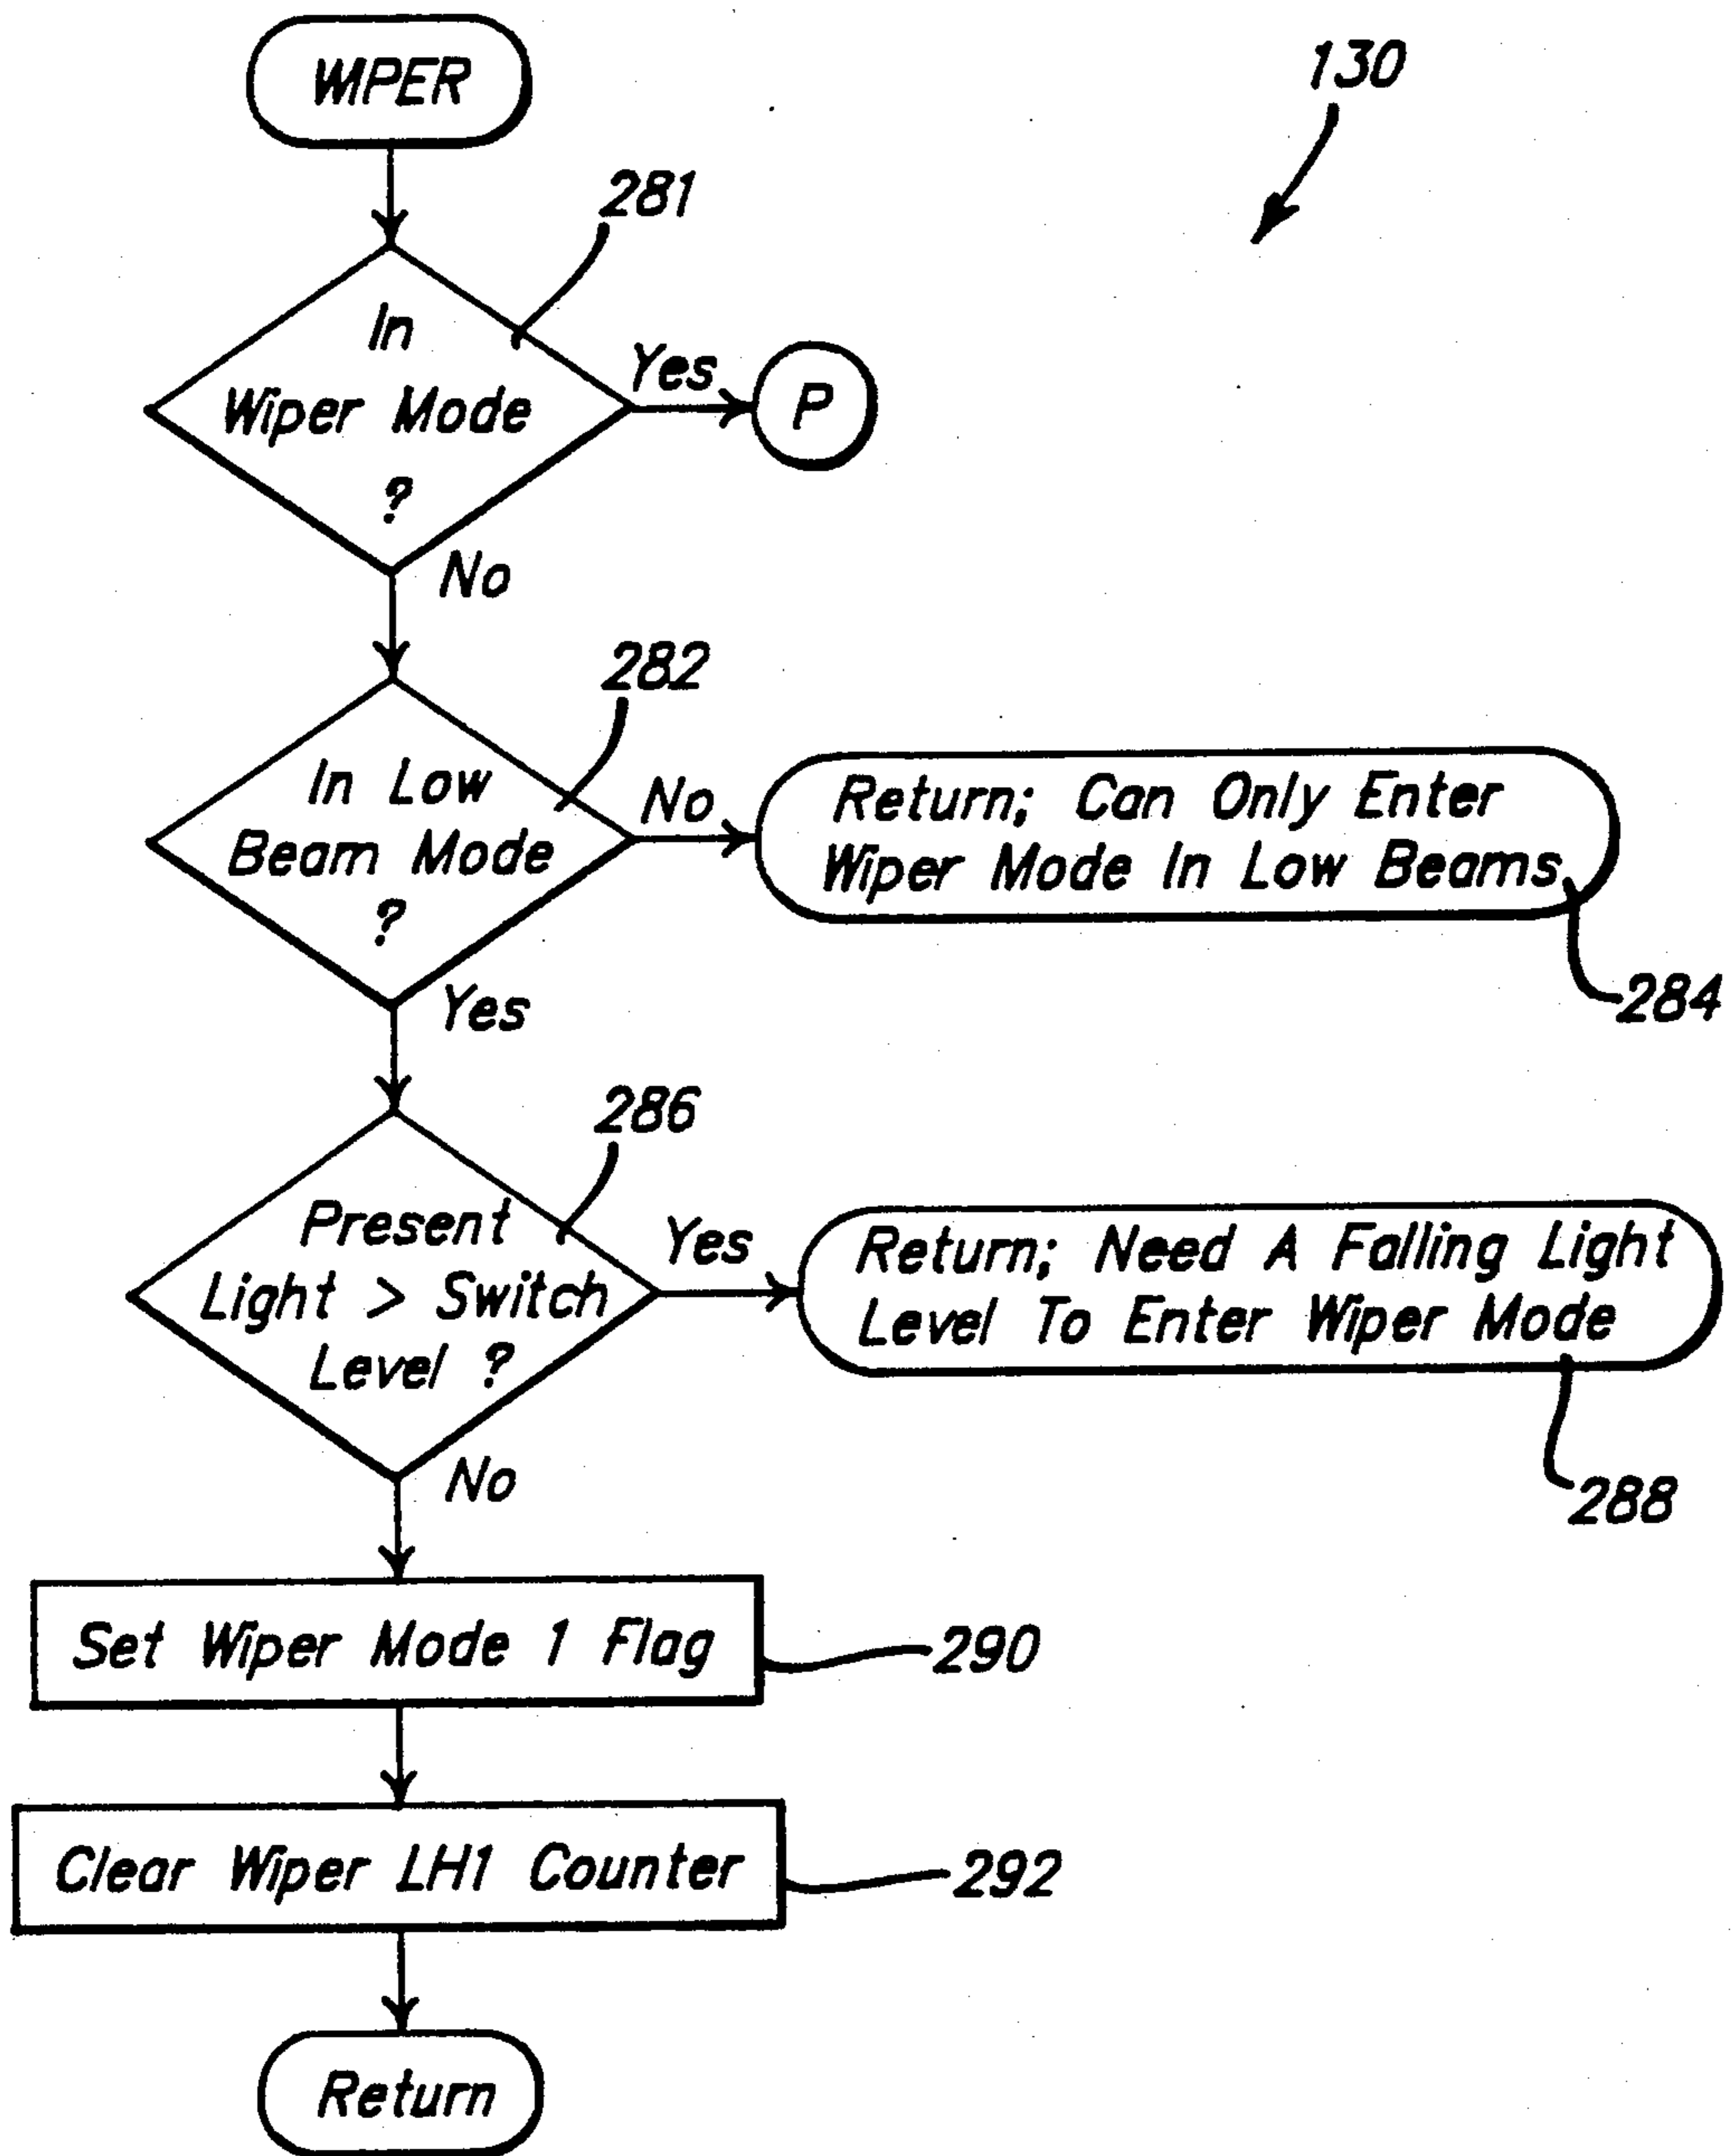 WIPER
130
281
In
Wiper Mode
?
Yes
P
No
282
In Low
Beam Mode
?
No
Return; Can Only Enter
Wiper Mode In Low Beams
284
Yes
286
Present
Light > Switch
Level ?
Yes
Return; Need A Falling Light
Level To Enter Wiper Mode
288
No
Set Wiper Mode 1 Flag
290
Clear Wiper LH1 Counter
292
Return